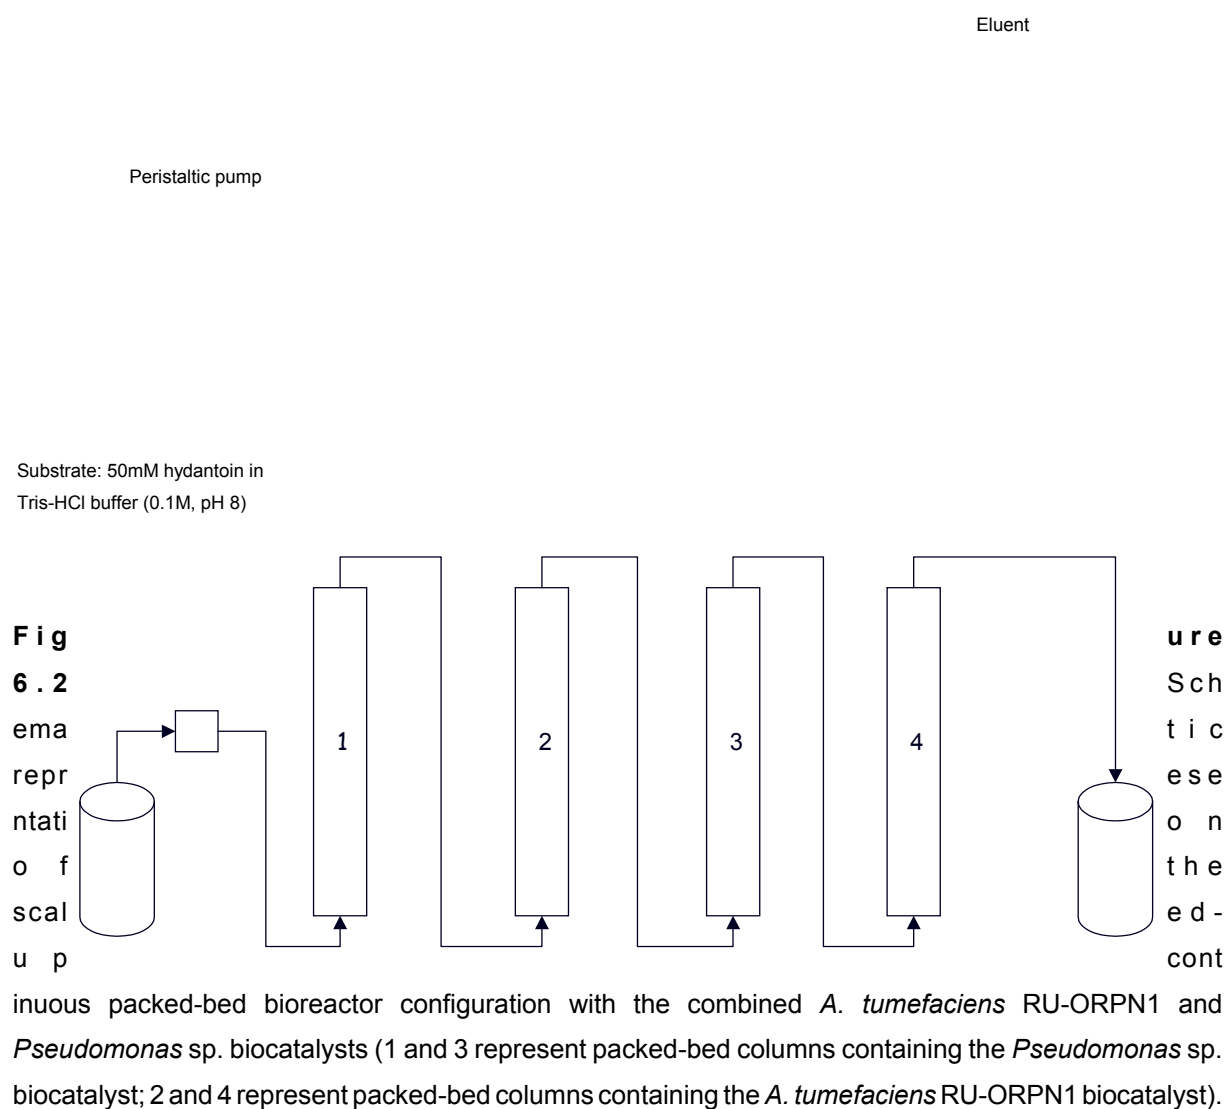 Eluent
Peristaltic pump
Substrate: 50mM hydantoin in
Tris-HCl buffer (0.1M, pH 8)
Fig ure
6.2 Sch
ema tic
repr ese
ntati on
of the
scal ed-
up cont
1
2
3
4
inuous packed-bed bioreactor configuration with the combined A. tumefaciens RU-ORPN1 and
Pseudomonas sp. biocatalysts (1 and 3 represent packed-bed columns containing the Pseudomonas sp.
biocatalyst; 2 and 4 represent packed-bed columns containing the A. tumefaciens RU-ORPN1 biocatalyst).